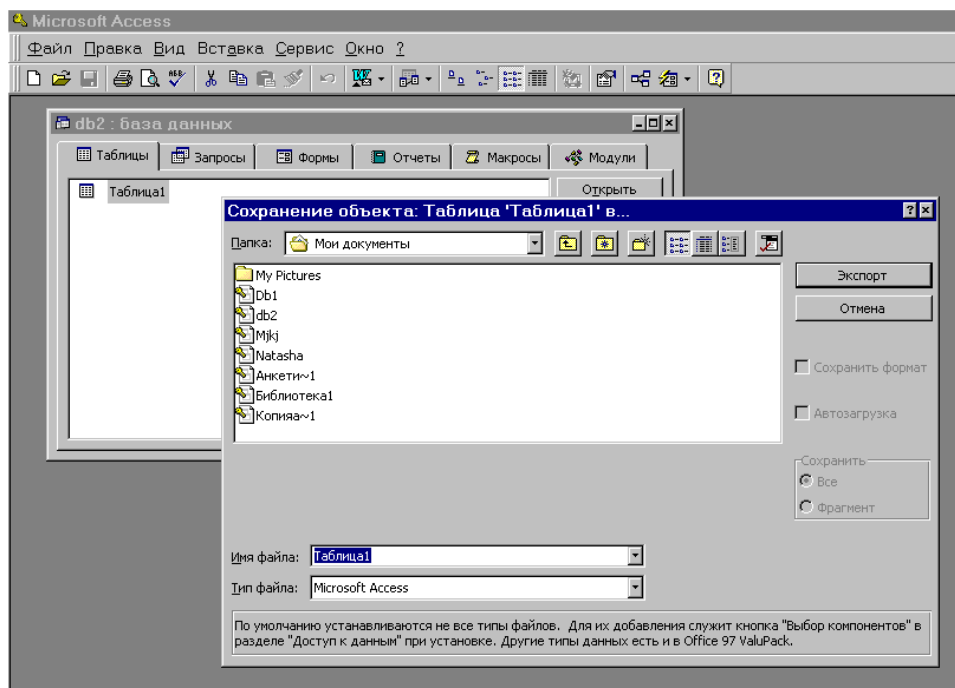 Microsoft Access
Файл Правка Вид Вставка Сервис Окно ?
db2 : база данных
Таблицы Запросы Формы Отчеты Макросы Модули
Таблица1
Открыть
Сохранение объекта: Таблица 'Таблица1' в...
Папка: Мои документы
My Pictures
Db1
db2
Mjkj
Natasha
Анкети~1
Библиотека1
Копияа~1
Экспорт
Отмена
Сохранить формат
Автозагрузка
Сохранить
Все
Фрагмент
Имя файла: Таблица1
Тип файла: Microsoft Access
По умолчанию устанавливаются не все типы файлов. Для их добавления служит кнопка "Выбор компонентов" в
разделе "Доступ к данным" при установке. Другие типы данных есть и в Office 97 ValuPack.